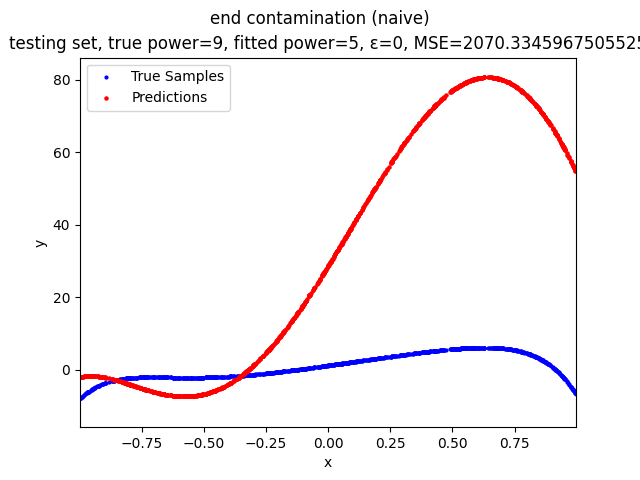 end contamination (naive)
testing set, true power=9, fitted power=5, ε=0, MSE=2070.3345967505525
True Samples
Predictions
80
60
40
20
0
y
−0.75 −0.50 −0.25 0.00 0.25 0.50 0.75
x